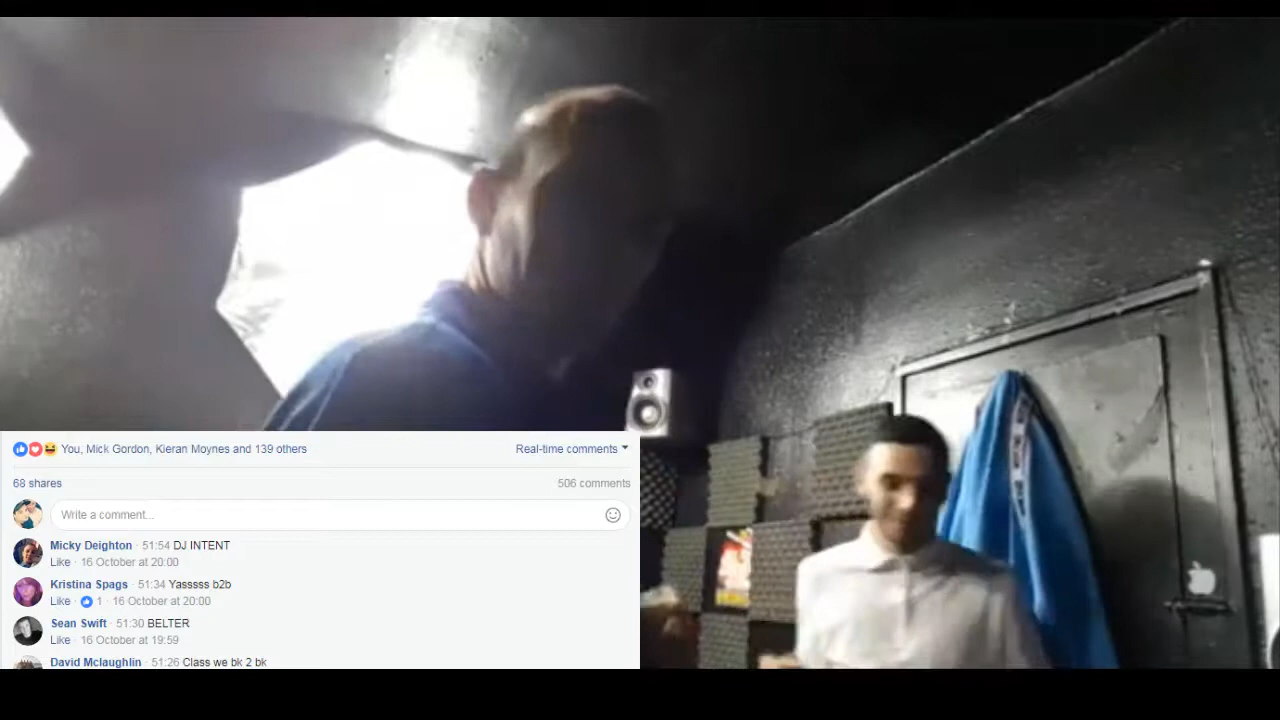 You, Mick Gordon, Kieran Moynes and 139 others
Real-time comments
68 shares
506 comments
Write a comment...
Micky Deighton · 51:54 DJ INTENT
Like · 16 October at 20:00
Kristina Spags · 51:34 Yasssss b2b
Like · 1 · 16 October at 20:00
Sean Swift · 51:30 BELTER
Like · 16 October at 19:59
David Mclaughlin · 51:26 Class we bk 2 bk